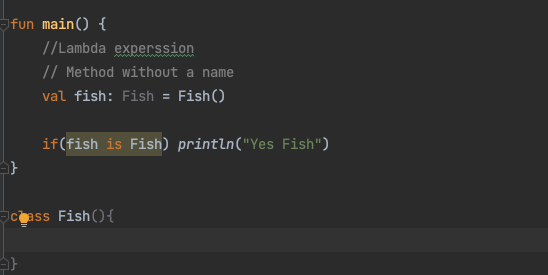 fun main() {
//Lambda experssion
// Method without a name
val fish: Fish = Fish()
if(fish is Fish) println("Yes Fish")
}
class Fish(){
}